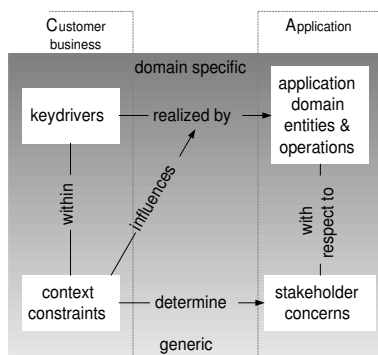 Customer
business
Application
domain specific
keydrivers
realized by
application
domain
entities &
operations
within
influences
with
respect to
context
constraints
determine
stakeholder
concerns
generic